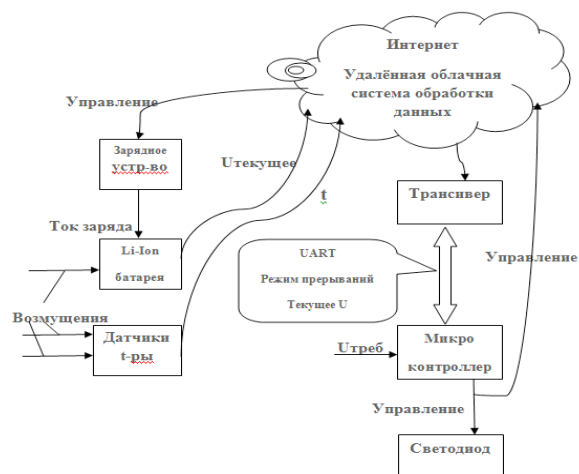 Интернет
Удалённая облачная
система обработки
данных
Управление
Зарядное
устр-во
Uтекущее
t
Трансивер
Ток заряда
Li-Ion
батарея
UART
Режим прерываний
Текущее U
Управление
Возмущения
Датчики
t-ры
Uтреб
Микро
контроллер
Управление
Светодиод